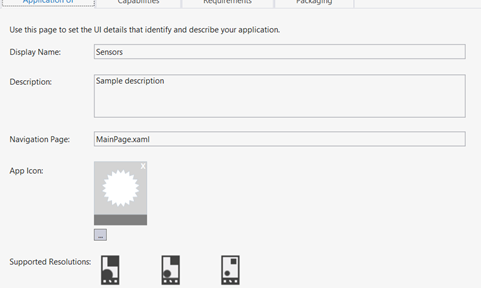 Application UI
Capabilities
Requirements
Packaging
Use this page to set the UI details that identify and describe your application.
Display Name: Sensors
Description: Sample description
Navigation Page: MainPage.xaml
App Icon:
X
...
Supported Resolutions: